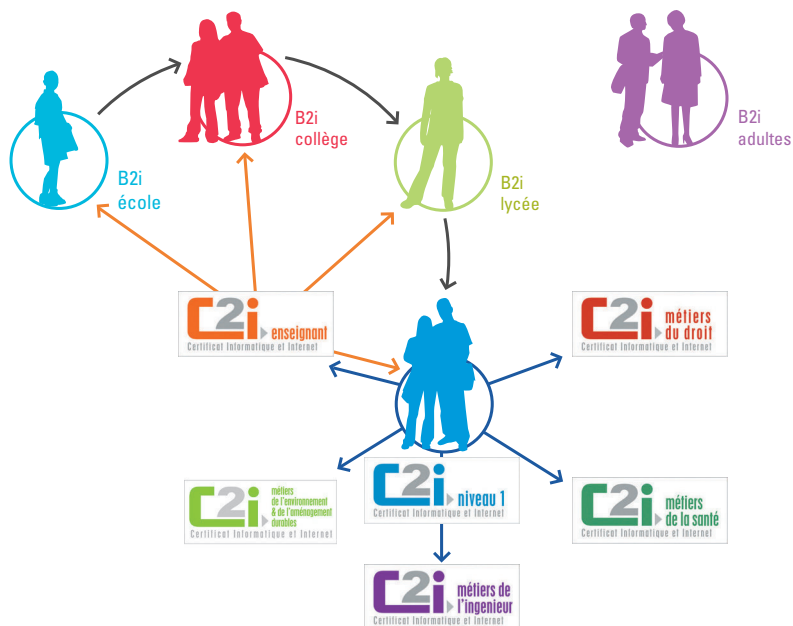 B2i
collège
B2i
adultes
B2i
école
B2i
lycée
C2i enseignant
Certificat Informatique et Internet
C2i métiers
du droit
Certificat Informatique et Internet
C2i métiers
de l'environnement
& de l'aménagement
durables
Certificat Informatique et Internet
C2i niveau 1
Certificat Informatique et Internet
C2i métiers
de la santé
Certificat Informatique et Internet
C2i métiers de
l'ingenieur
Certificat Informatique et Internet